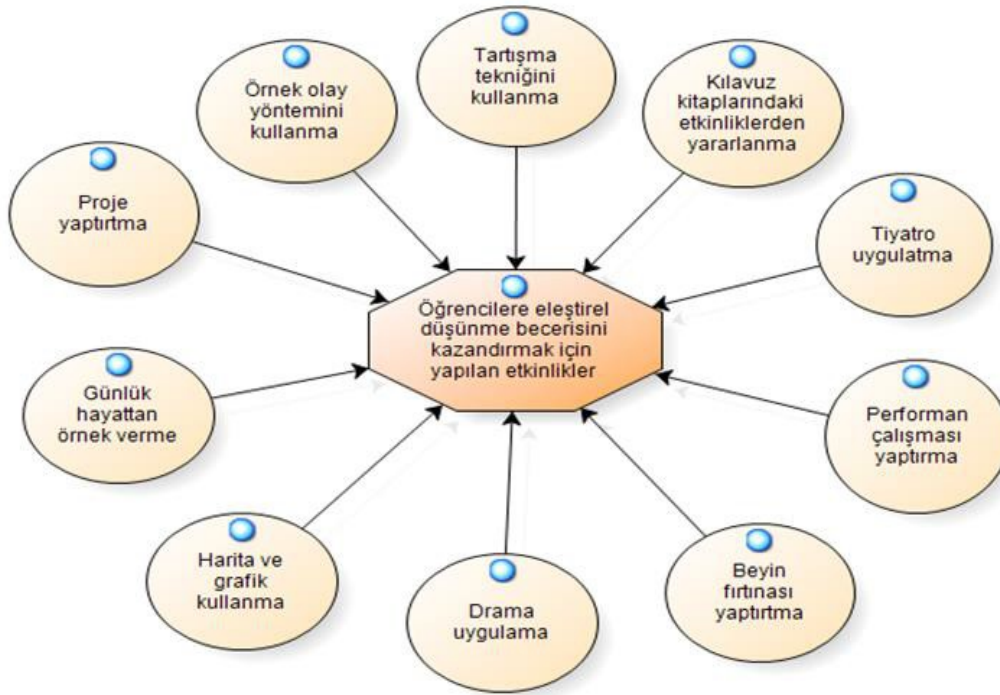 Tartışma
tekniğini
kullanma
Örnek olay
yöntemini
kullanma
Kılavuz
kitaplarındaki
etkinliklerden
yararlanma
Proje
yaptırtma
Tiyatro
uygulatma
Öğrencilere eleştirel
düşünme becerisini
kazandırmak için
yapılan etkinlikler
Günlük
hayattan
örnek verme
Performan
çalışması
yaptırma
Harita ve
grafik
kullanma
Drama
uygulama
Beyin
fırtınası
yaptırtma